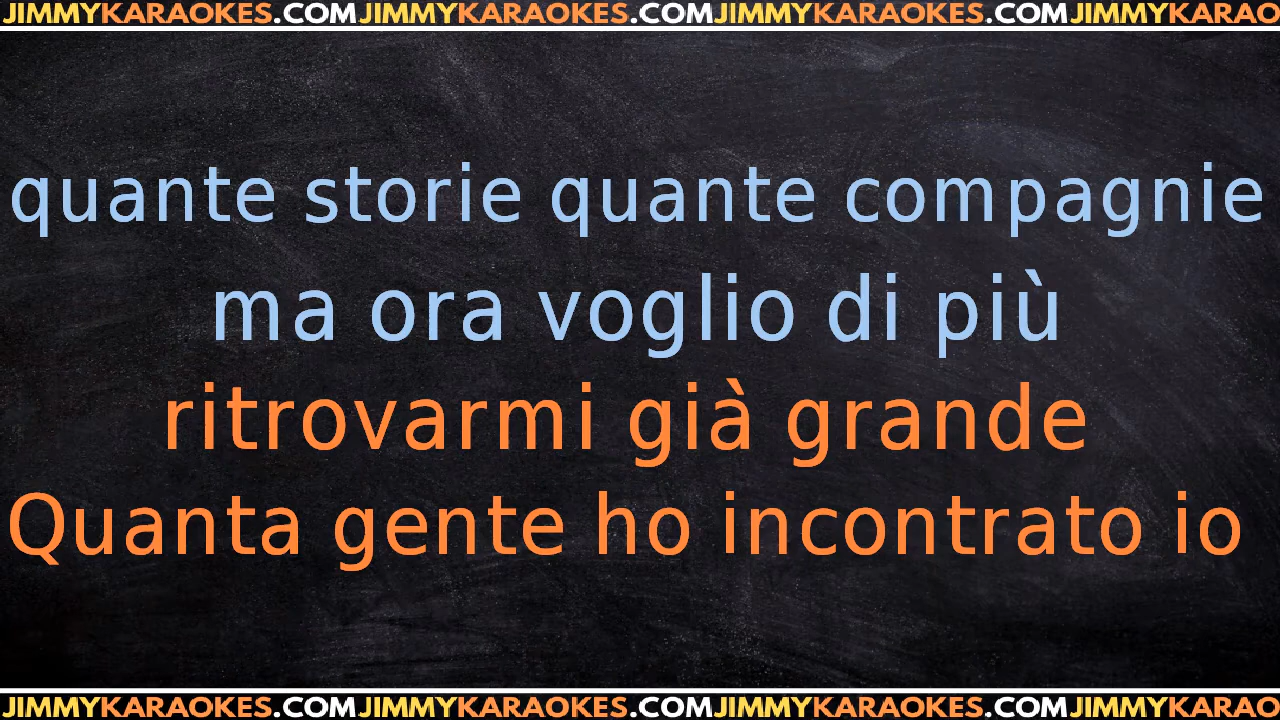 JIMMYKARAOKES.COMJIMMYKARAOKES.COMJIMMYKARAOKES.COMJIMMYKARAO
quante storie quante compagnie
ma ora voglio di più
ritrovarmi già grande
Quanta gente ho incontrato io
JIMMYKARAOKES.COMJIMMYKARAOKES.COMJIMMYKARAOKES.COMJIMMYKARAO